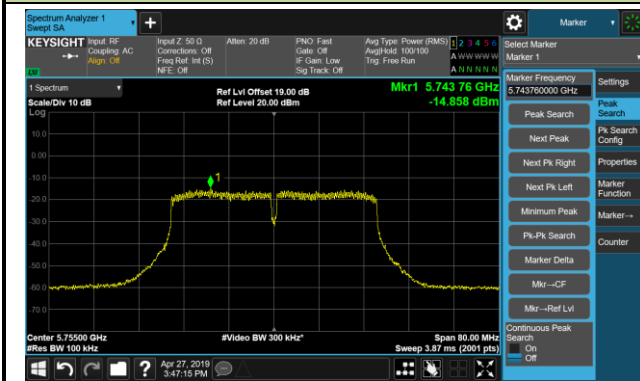 Spectrum Analyzer 1
Swept SA
Marker
KEYSIGHT
Input: RF
Coupling: AC
Align: Off
Input Z: 50 Ω
Corrections: Off
Freq Ref: Int (S)
NFE: Off
Atten: 20 dB
PNO: Fast
Gate: Off
IF Gain: Low
Sig Track: Off
Avg Type: Power (RMS)
Avg|Hold: 100/100
Trig: Free Run
1 2 3 4 5 6
A W W W W W
A N N N N N
LW
Select Marker
Marker 1
1 Spectrum
Scale/Div 10 dB
Log
Ref Lvl Offset 19.00 dB
Ref Level 20.00 dBm
Mkr1 5.743 76 GHz
-14.858 dBm
10.0
0.00
-10.0
-20.0
-30.0
-40.0
-50.0
-60.0
-70.0
1
Center 5.75500 GHz
#Res BW 100 kHz
#Video BW 300 kHz*
Span 80.00 MHz
Sweep 3.87 ms (2001 pts)
Marker Frequency
5.743760000 GHz
Peak Search
Next Peak
Next Pk Right
Next Pk Left
Minimum Peak
Pk-Pk Search
Marker Delta
Mkr→CF
Mkr→Ref Lvl
Continuous Peak
Search
On
Off
Settings
Peak
Search
Pk Search
Config
Properties
Marker
Function
Marker→
Counter
?
Apr 27, 2019
3:47:15 PM